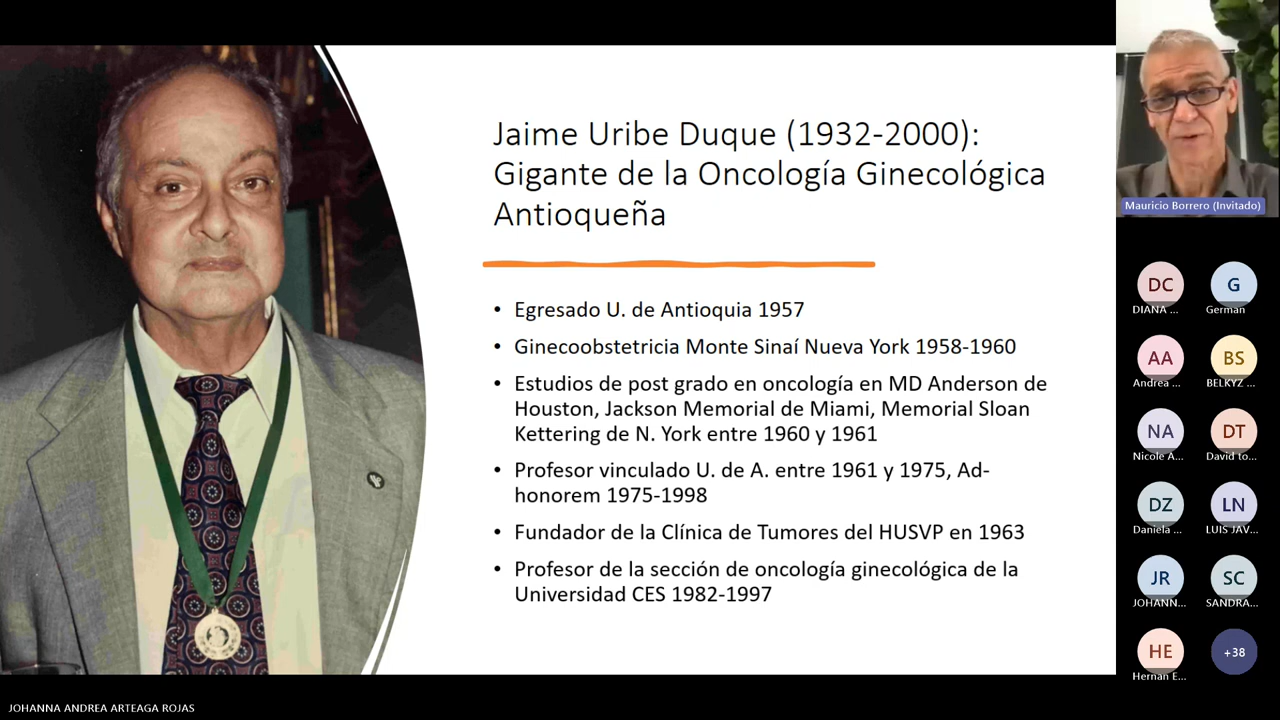 Jaime Uribe Duque (1932-2000):
Gigante de la Oncología Ginecológica
Antioqueña
• Egresado U. de Antioquia 1957
• Ginecoobstetricia Monte Sinaí Nueva York 1958-1960
• Estudios de post grado en oncología en MD Anderson de
Houston, Jackson Memorial de Miami, Memorial Sloan
Kettering de N. York entre 1960 y 1961
• Profesor vinculado U. de A. entre 1961 y 1975, Ad-
honorem 1975-1998
• Fundador de la Clínica de Tumores del HUSVP en 1963
• Profesor de la sección de oncología ginecológica de la
Universidad CES 1982-1997
Mauricio Borrero (Invitado)
DC G
DIANA ... German
AA BS
Andrea ... BELKYZ ...
NA DT
Nicole A... David to...
DZ LN
Daniela ... LUIS JAV...
JR SC
JOHANN... SANDRA...
HE +38
Hernan E...
JOHANNA ANDREA ARTEAGA ROJAS